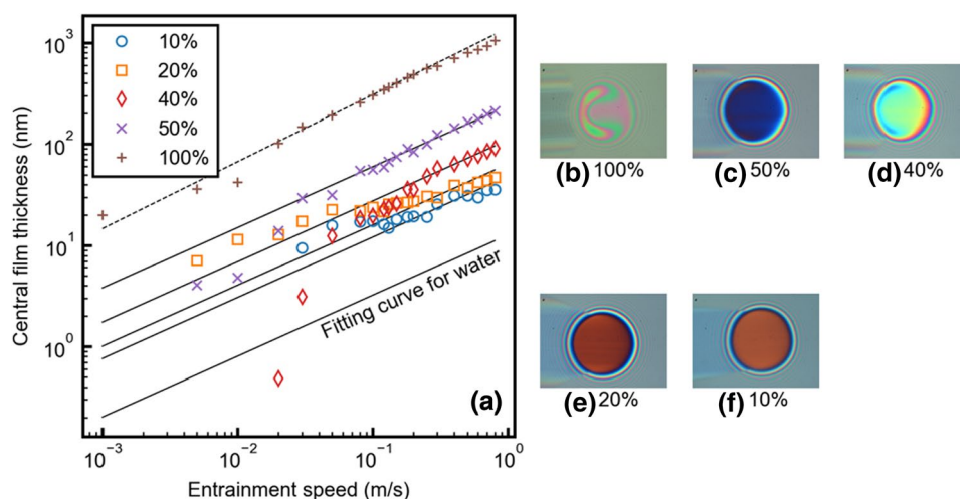 10%
20%
40%
50%
100%
10³
10²
10¹
10⁰
Central film thickness (nm)
Fitting curve for water
(a)
10⁻³
10⁻²
10⁻¹
10⁰
Entrainment speed (m/s)
(b) 100%
(c) 50%
(d) 40%
(e) 20%
(f) 10%